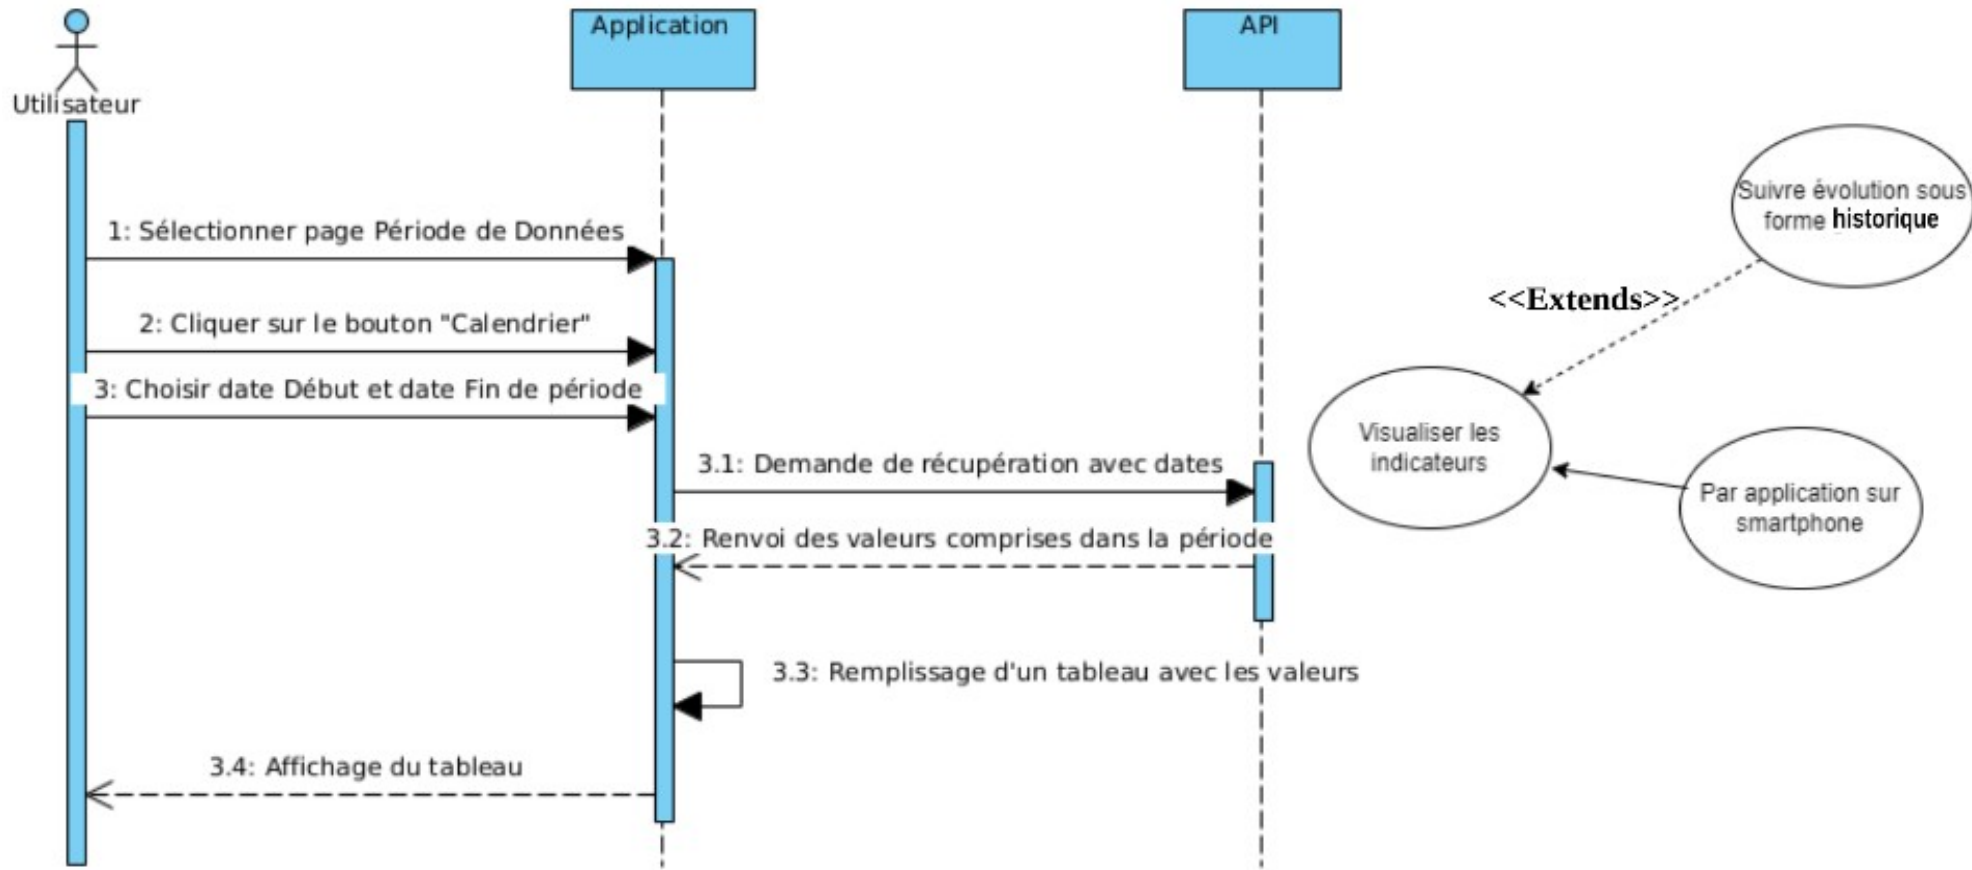 Utilisateur
Application
API
1: Sélectionner page Période de Données
2: Cliquer sur le bouton "Calendrier"
3: Choisir date Début et date Fin de période
3.1: Demande de récupération avec dates
3.2: Renvoi des valeurs comprises dans la période
3.3: Remplissage d'un tableau avec les valeurs
3.4: Affichage du tableau
Suivre évolution sous
forme historique
<<Extends>>
Visualiser les
indicateurs
Par application sur
smartphone